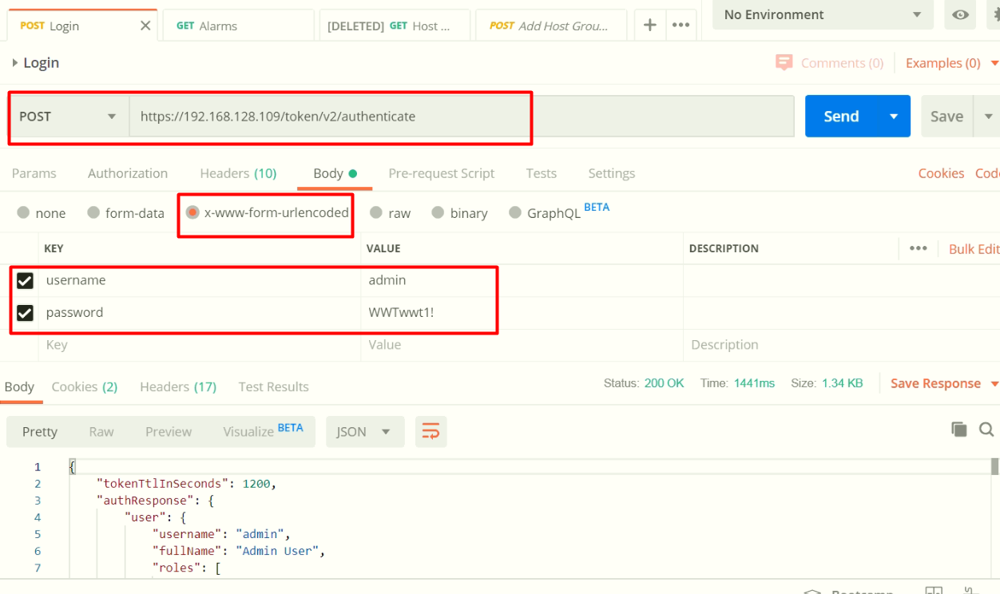 POST Login GET Alarms [DELETED] GET Host ... POST Add Host Grou... No Environment
Login Comments (0) Examples (0)
POST https://192.168.128.109/token/v2/authenticate Send Save
Params Authorization Headers (10) Body Pre-request Script Tests Settings Cookies Code
none form-data x-www-form-urlencoded raw binary GraphQL BETA
KEY VALUE DESCRIPTION Bulk Edit
username admin
password WWTwwt1!
Key Value Description
Body Cookies (2) Headers (17) Test Results Status: 200 OK Time: 1441ms Size: 1.34 KB Save Response
Pretty Raw Preview Visualize BETA JSON
1 {
2 "tokenTtlInSeconds": 1200,
3 "authResponse": {
4 "user": {
5 "username": "admin",
6 "fullName": "Admin User",
7 "roles": [
Bootcamp